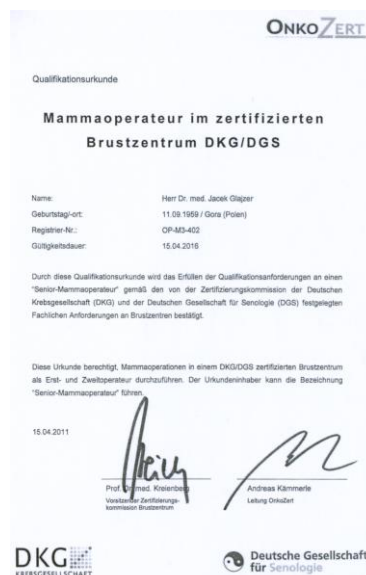 ONKOZERT
Qualifikationsurkunde
Mammaoperateur im zertifizierten
Brustzentrum DKG/DGS
Name: Herr Dr. med. Jacek Glajzer
Geburtstag/-ort: 11.09.1959 / Gora (Polen)
Registrier-Nr.: OP-M3-402
Gültigkeitsdauer: 15.04.2016
Durch diese Qualifikationsurkunde wird das Erfüllen der Qualifikationsanforderungen an einen
"Senior-Mammaoperateur" gemäß den von der Zertifizierungskommission der Deutschen
Krebsgesellschaft (DKG) und der Deutschen Gesellschaft für Senologie (DGS) festgelegten
Fachlichen Anforderungen an Brustzentren bestätigt.
Diese Urkunde berechtigt, Mammaoperationen in einem DKG/DGS zertifizierten Brustzentrum
als Erst- und Zweitoperateur durchzuführen. Der Urkundeninhaber kann die Bezeichnung
"Senior-Mammaoperateur" führen.
15.04.2011
Prof. Dr. med. Kreienberg Andreas Kämmerle
Vorsitzender Zertifizierungs- Leitung OnkoZert
kommission Brustzentrum
DKG Deutsche Gesellschaft
KREBSGESELLSCHAFT für Senologie